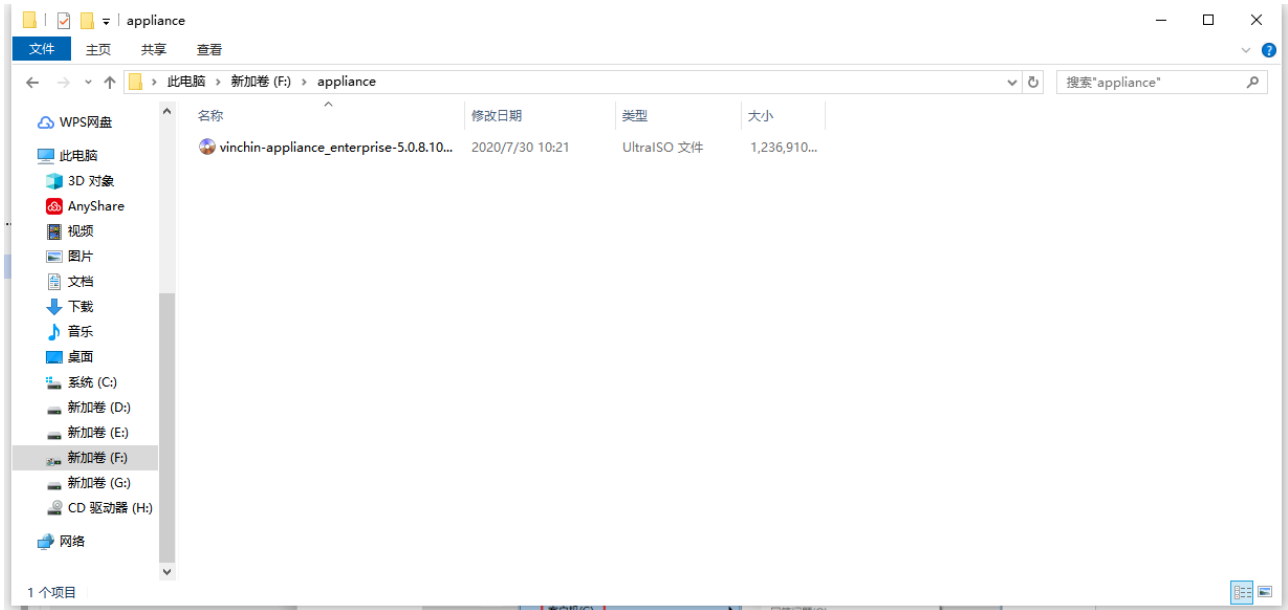 appliance
文件 主页 共享 查看
此电脑 › 新加卷 (F:) › appliance
搜索"appliance"
名称 修改日期 类型 大小
vinchin-appliance_enterprise-5.0.8.10... 2020/7/30 10:21 UltraISO 文件 1,236,910...
WPS网盘
此电脑
3D 对象
AnyShare
视频
图片
文档
下载
音乐
桌面
系统 (C:)
新加卷 (D:)
新加卷 (E:)
新加卷 (F:)
新加卷 (G:)
CD 驱动器 (H:)
网络
1 个项目